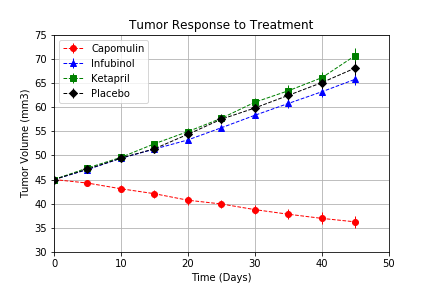 Tumor Response to Treatment
75
70
65
60
55
50
45
40
35
30
Tumor Volume (mm3)
Capomulin
Infubinol
Ketapril
Placebo
0 10 20 30 40 50
Time (Days)